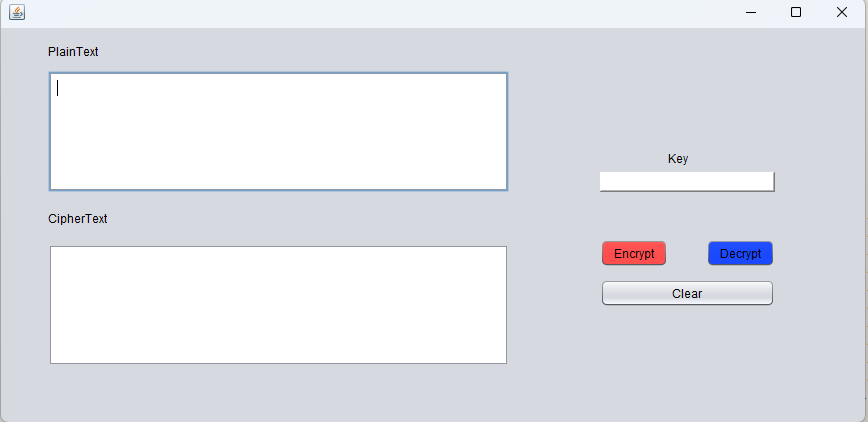 PlainText
CipherText
Key
Encrypt
Decrypt
Clear